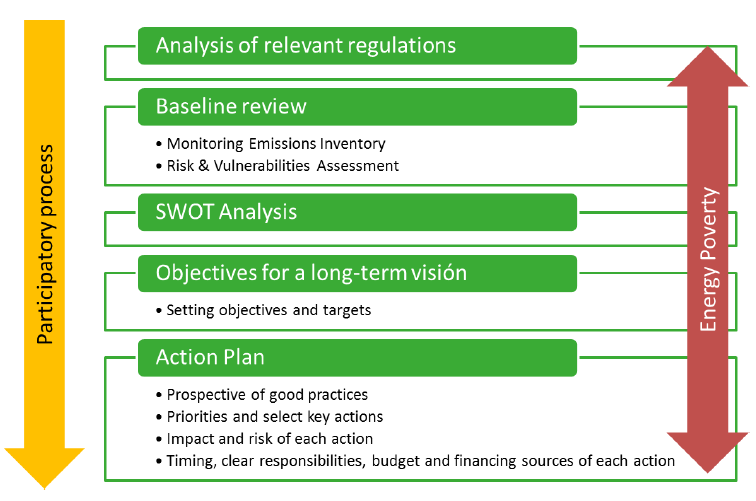 Participatory process
Analysis of relevant regulations
Baseline review
• Monitoring Emissions Inventory
• Risk & Vulnerabilities Assessment
SWOT Analysis
Objectives for a long-term visión
• Setting objectives and targets
Action Plan
• Prospective of good practices
• Priorities and select key actions
• Impact and risk of each action
• Timing, clear responsibilities, budget and financing sources of each action
Energy Poverty